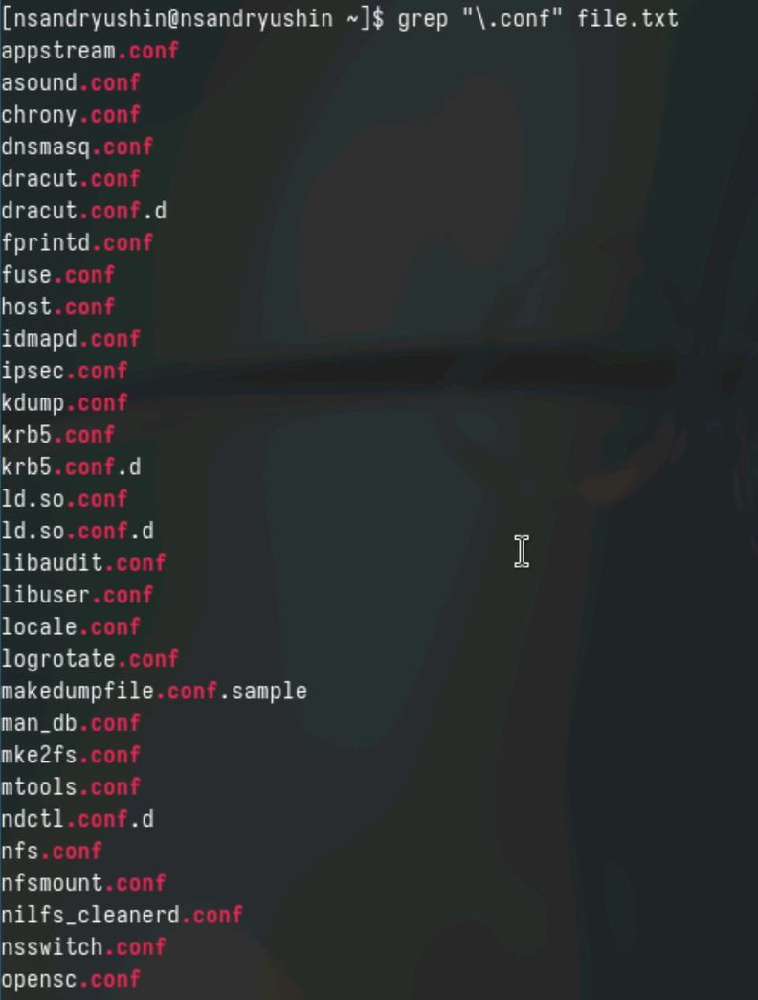 [nsandryushin@nsandryushin ~]$ grep "\.conf" file.txt
appstream.conf
asound.conf
chrony.conf
dnsmasq.conf
dracut.conf
dracut.conf.d
fprintd.conf
fuse.conf
host.conf
idmapd.conf
ipsec.conf
kdump.conf
krb5.conf
krb5.conf.d
ld.so.conf
ld.so.conf.d
libaudit.conf
libuser.conf
locale.conf
logrotate.conf
makedumpfile.conf.sample
man_db.conf
mke2fs.conf
mtools.conf
ndctl.conf.d
nfs.conf
nfsmount.conf
nilfs_cleanerd.conf
nsswitch.conf
opensc.conf